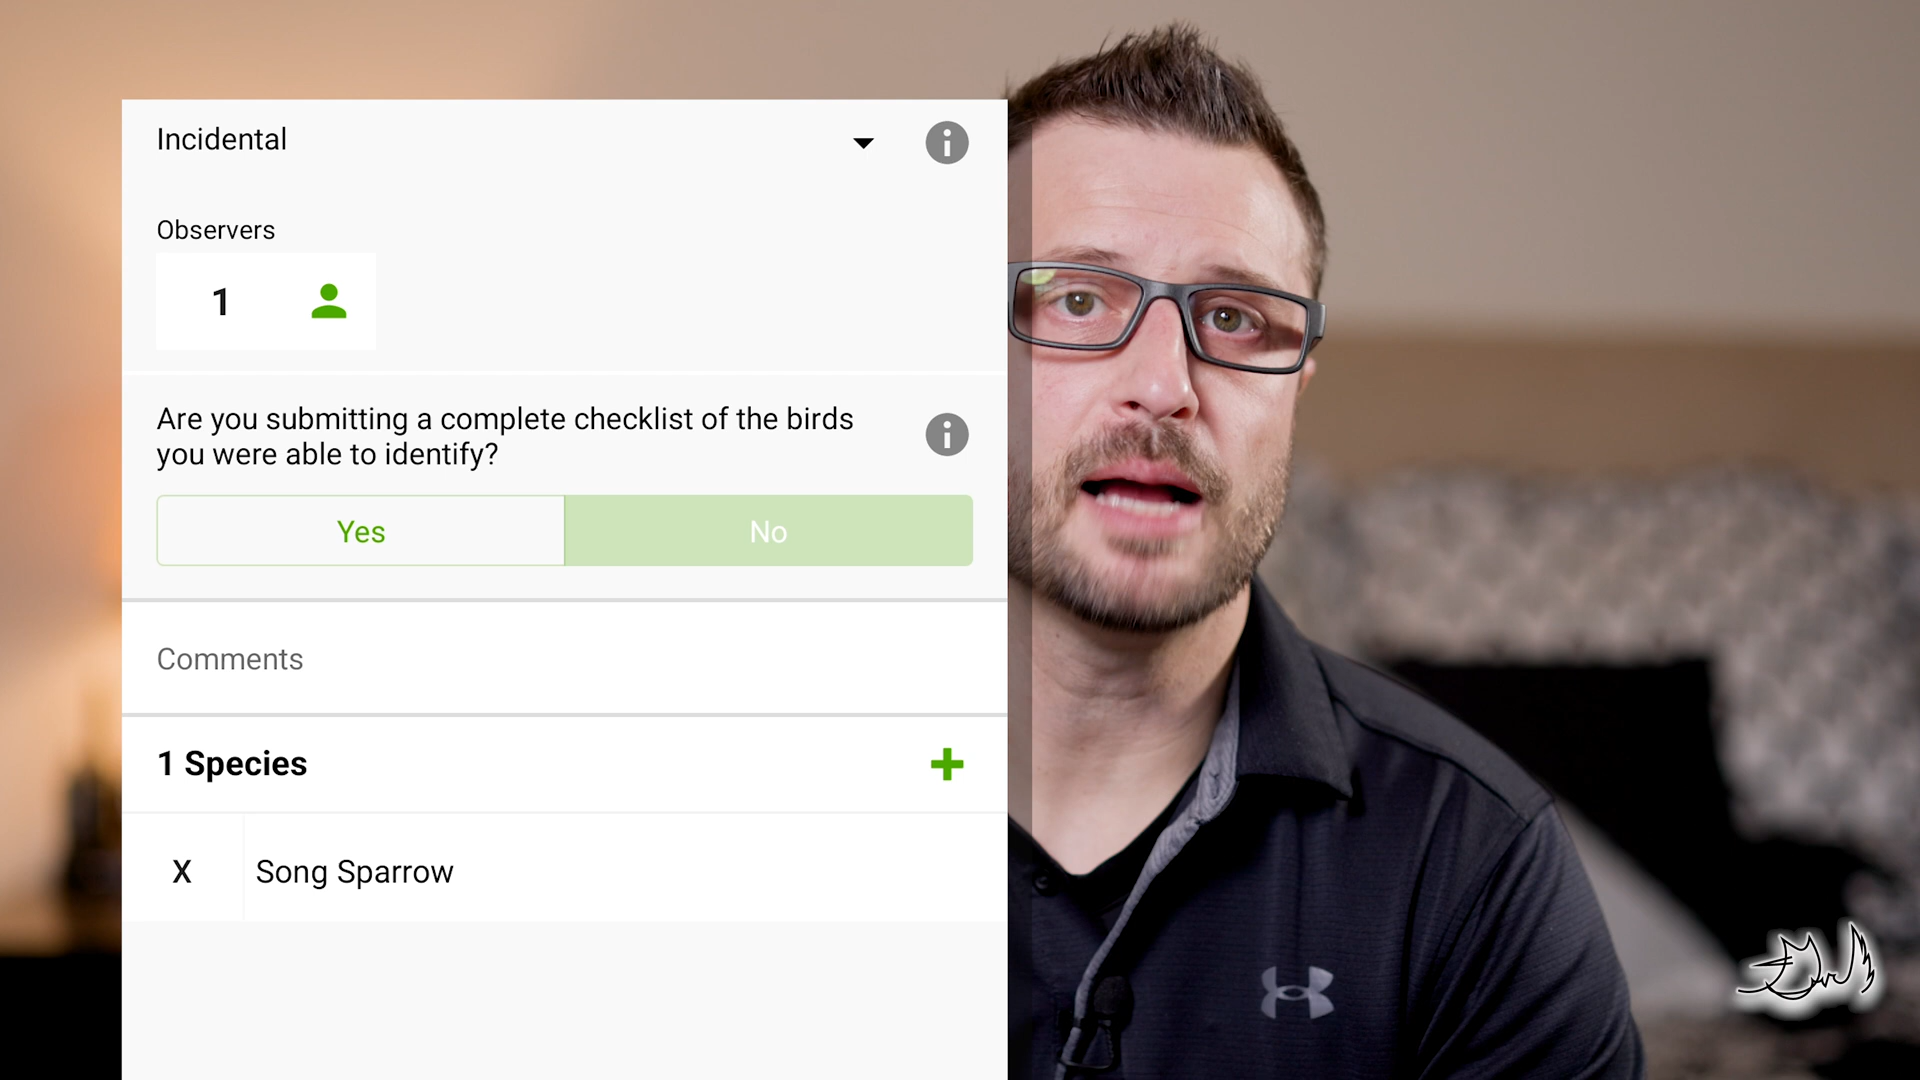 Incidental
Observers
1
Are you submitting a complete checklist of the birds
you were able to identify?
Yes
No
Comments
1 Species
X
Song Sparrow